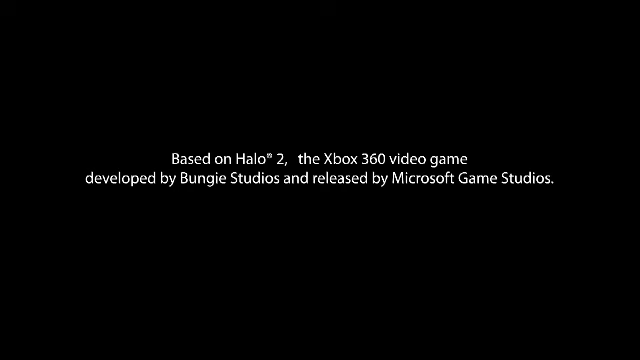 Based on Halo® 2, the Xbox 360 video game
developed by Bungie Studios and released by Microsoft Game Studios.